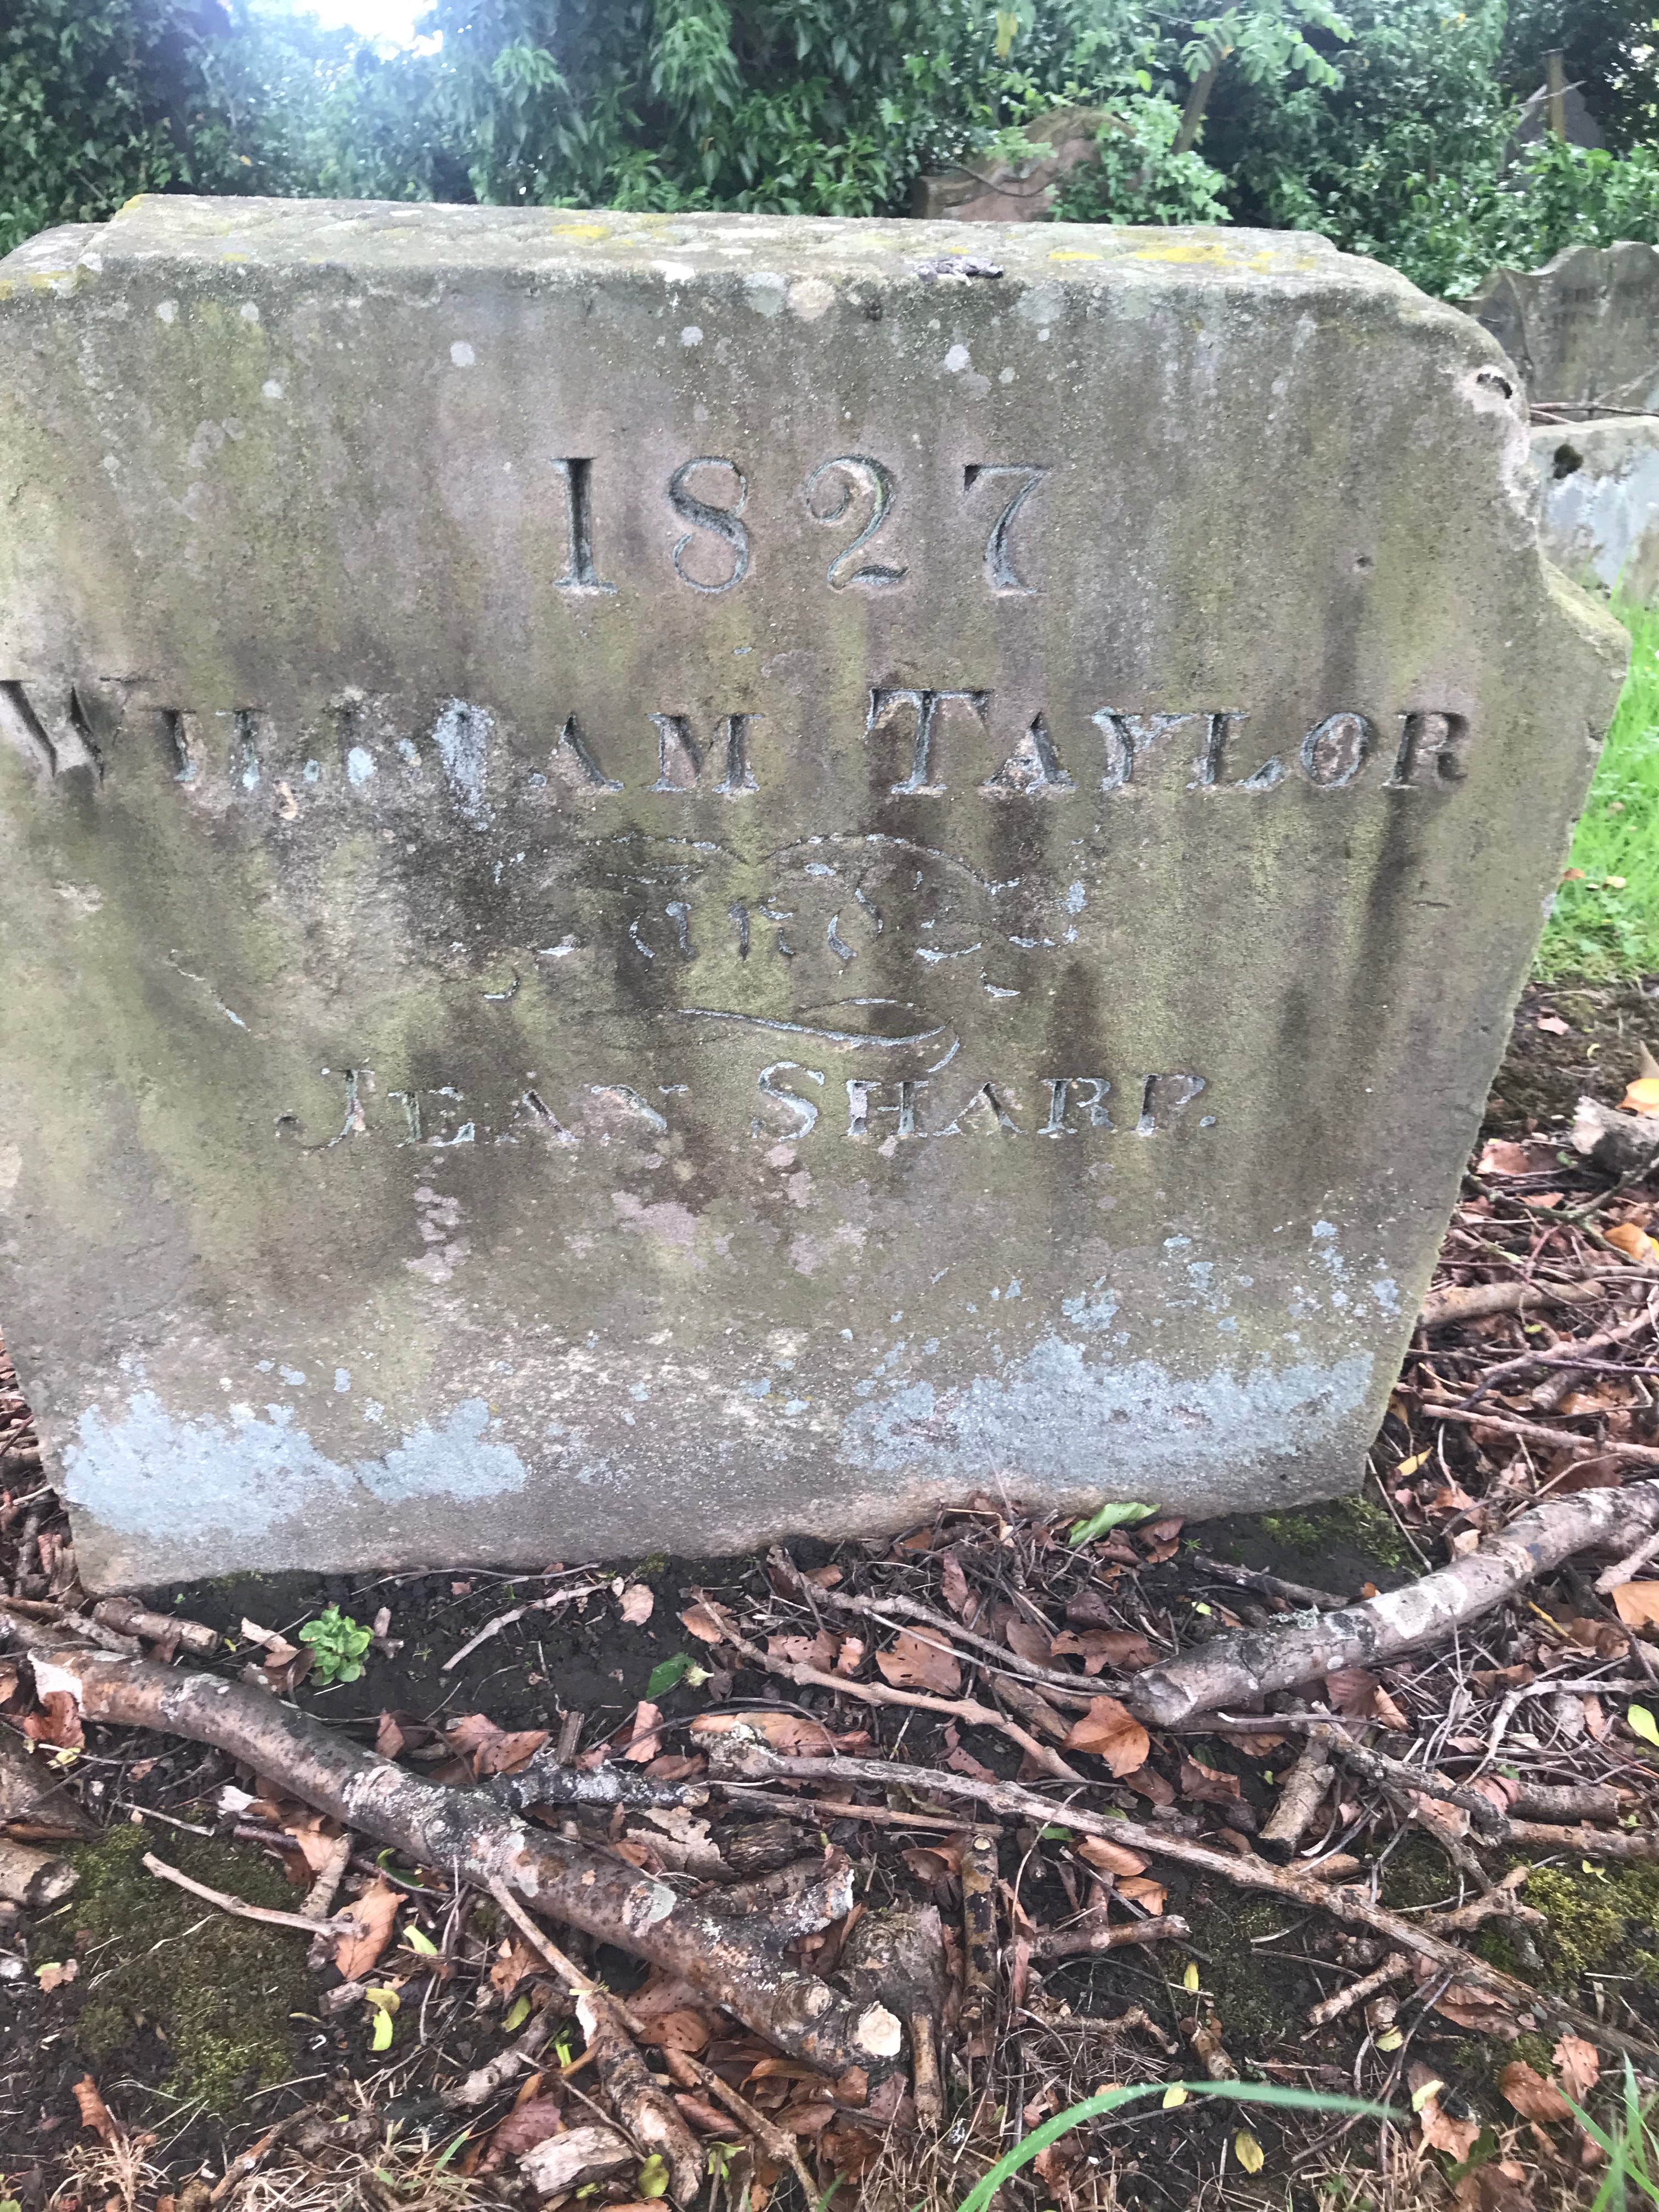 1827
WILLIAM TAYLOR
AND
JEAN SHARP.